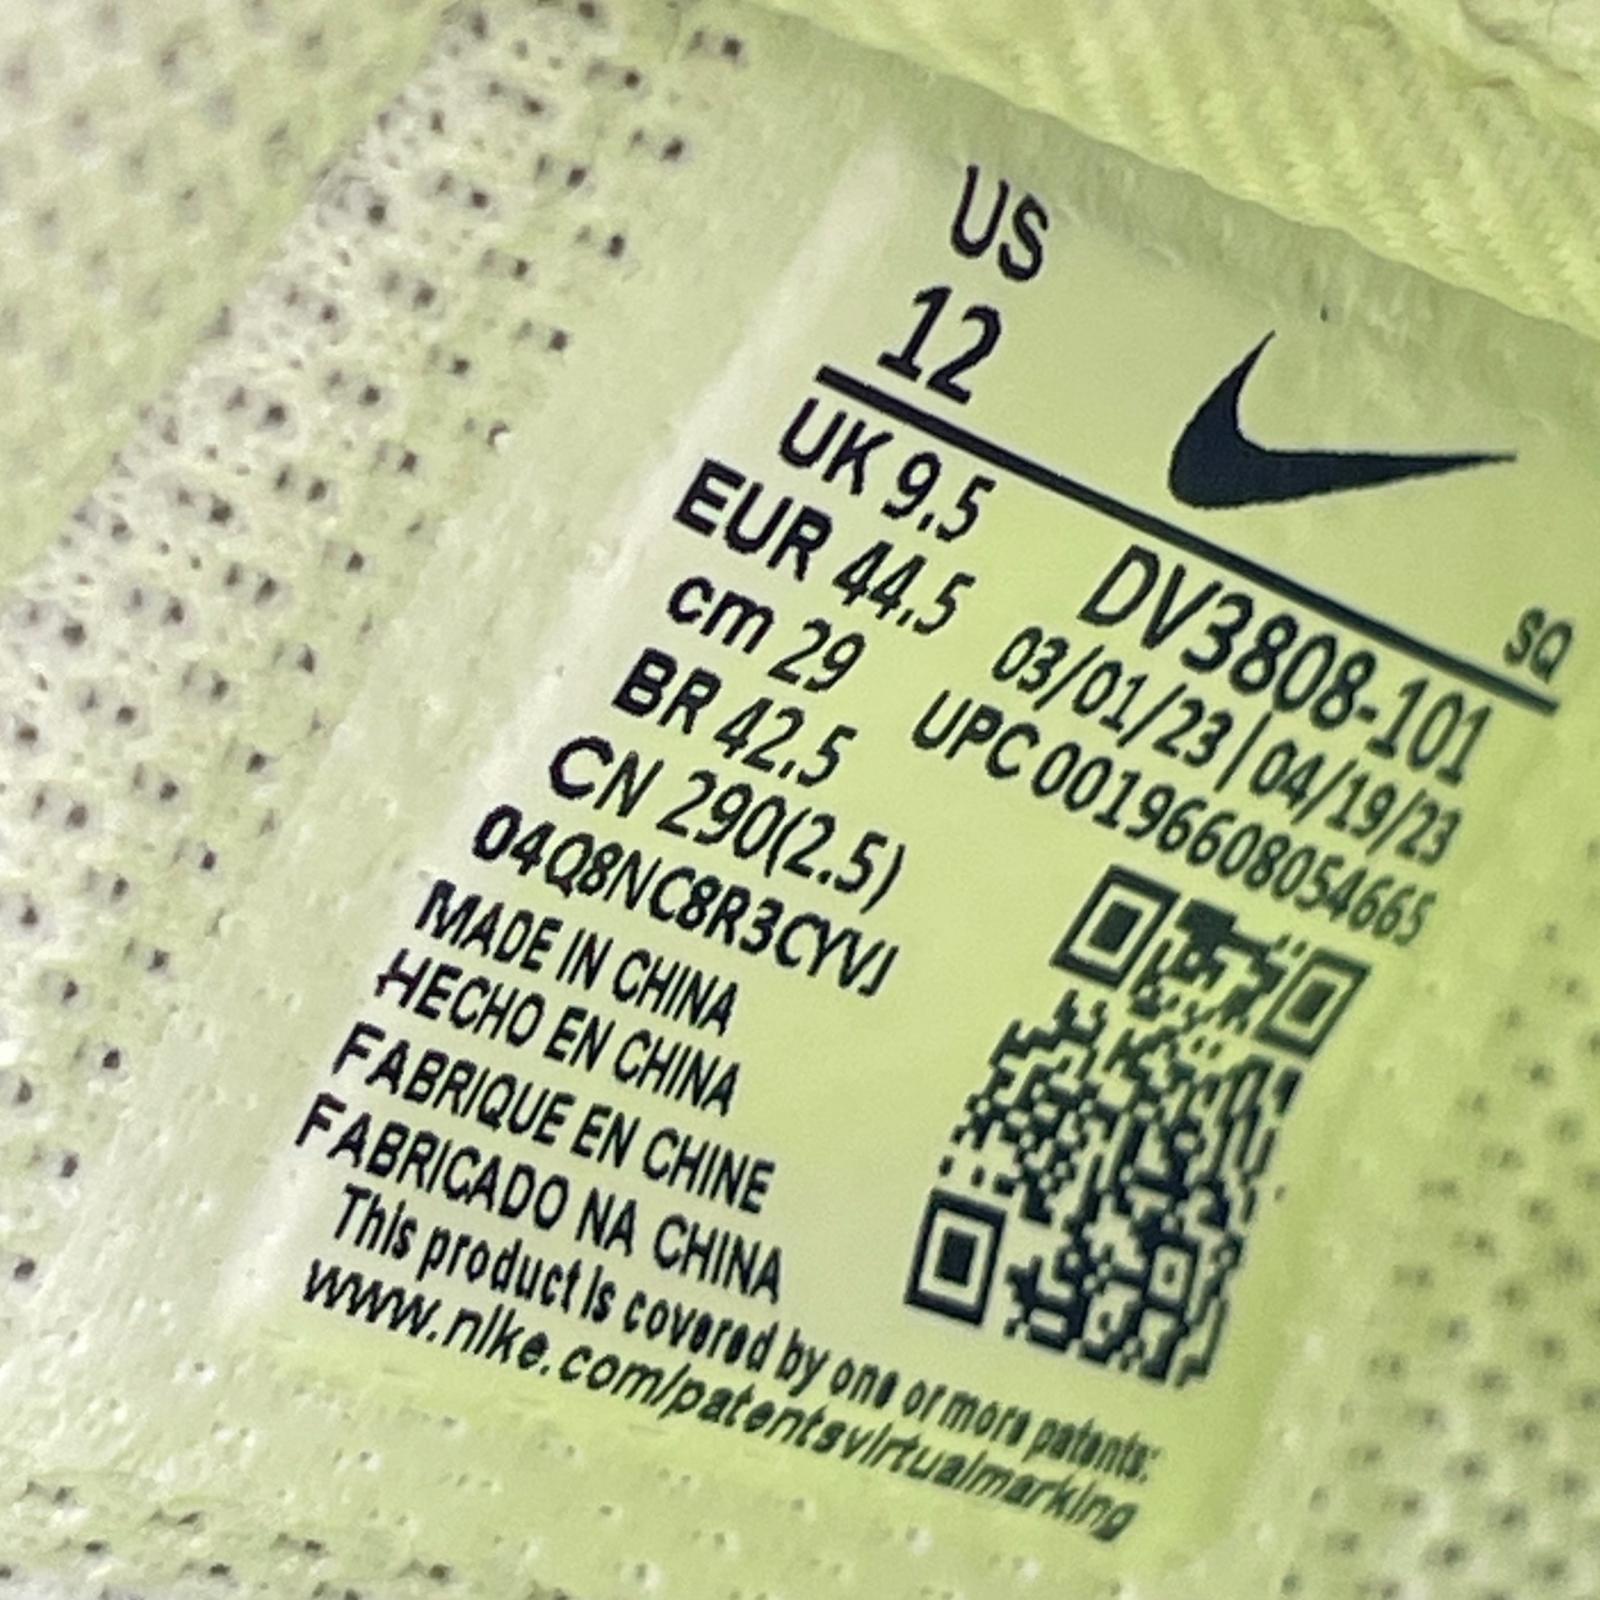 US
12
UK 9.5
EUR 44.5
cm 29
BR 42.5
CN 290(2.5)
04Q8NC8R3CYVJ
MADE IN CHINA
HECHO EN CHINA
FABRIQUE EN CHINE
FABRICADO NA CHINA
This product is covered by one or more patents:
www.nike.com/patentsvirtualmarking
SQ
DV3808-101
03/01/23 | 04/19/23
UPC 00196608054665